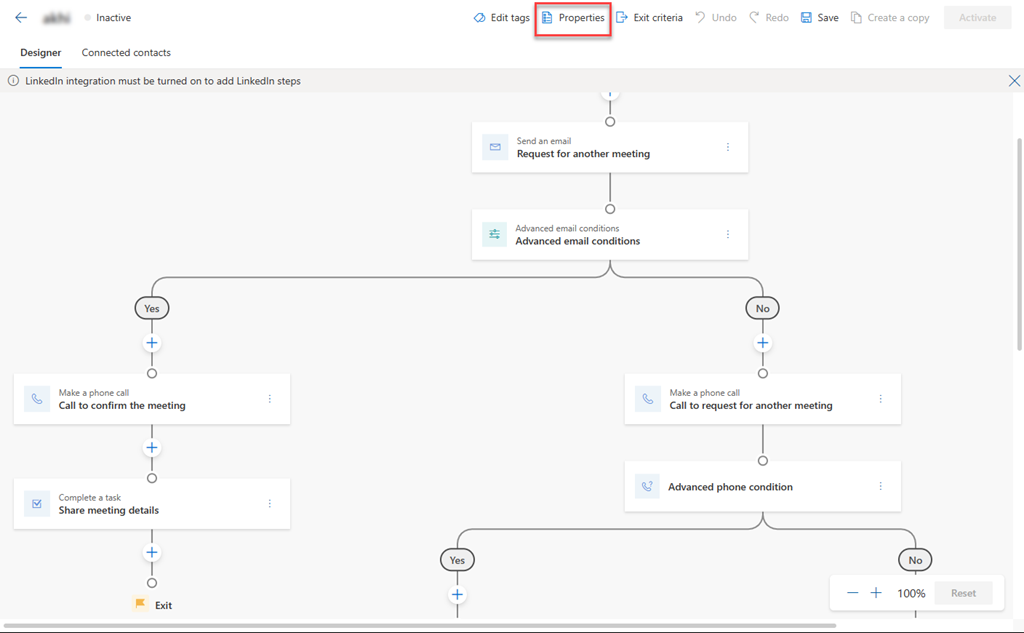 Inactive
Edit tags
Properties
Exit criteria
Undo
Redo
Save
Create a copy
Activate
Designer
Connected contacts
LinkedIn integration must be turned on to add LinkedIn steps
Send an email
Request for another meeting
Advanced email conditions
Advanced email conditions
Yes
No
Make a phone call
Call to confirm the meeting
Make a phone call
Call to request for another meeting
Complete a task
Share meeting details
Advanced phone condition
Yes
No
Exit
100%
Reset